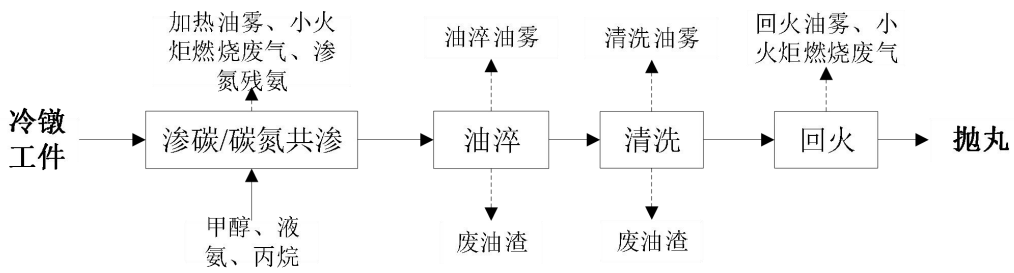 加热油雾、小火
炬燃烧废气、渗
氮残氨
油淬油雾
清洗油雾
回火油雾、小
火炬燃烧废气
冷镦
工件
渗碳/碳氮共渗
油淬
清洗
回火
抛丸
甲醇、液
氨、丙烷
废油渣
废油渣